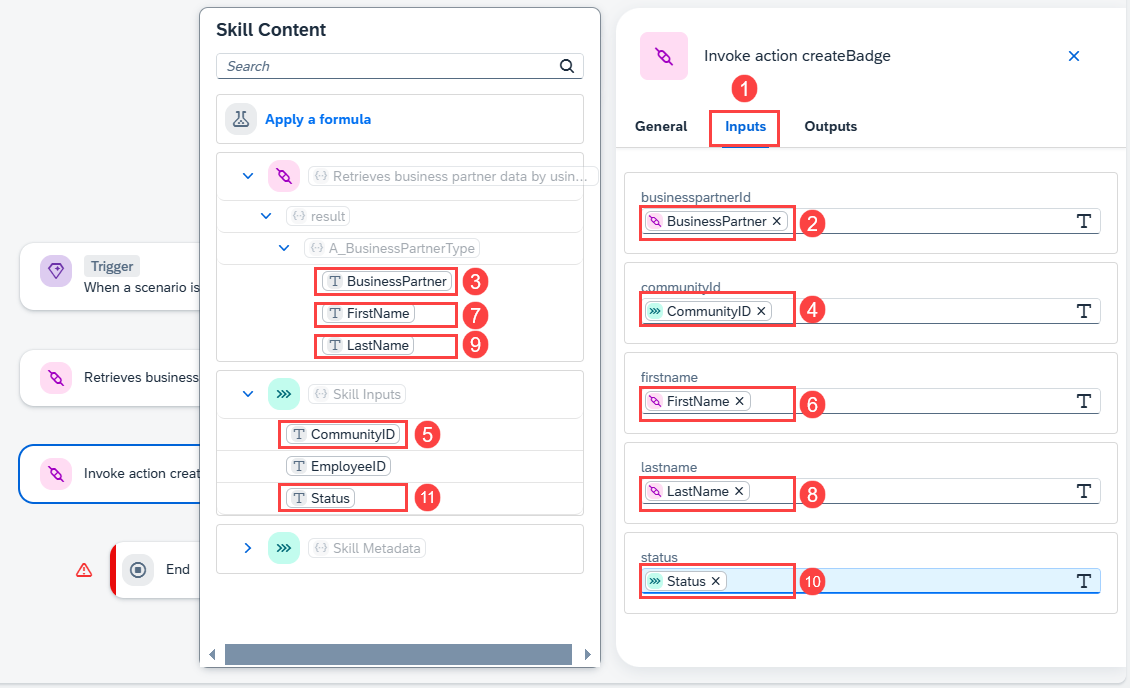 Trigger
When a scenario is
Retrieves business
Invoke action creat
End
Skill Content
Search
Apply a formula
Retrieves business partner data by usin...
result
A_BusinessPartnerType
BusinessPartner
3
FirstName
7
LastName
9
Skill Inputs
CommunityID
5
EmployeeID
Status
11
Skill Metadata
Invoke action createBadge
1
General
Inputs
Outputs
businesspartnerId
BusinessPartner
2
communityId
CommunityID
4
firstname
FirstName
6
lastname
LastName
8
status
Status
10